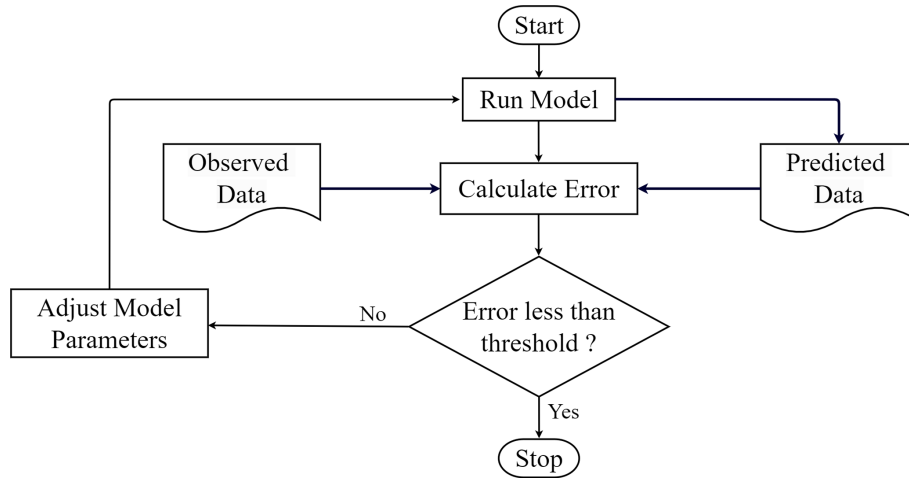 Start
Run Model
Observed
Data
Calculate Error
Predicted
Data
Adjust Model
Parameters
No
Error less than
threshold ?
Yes
Stop